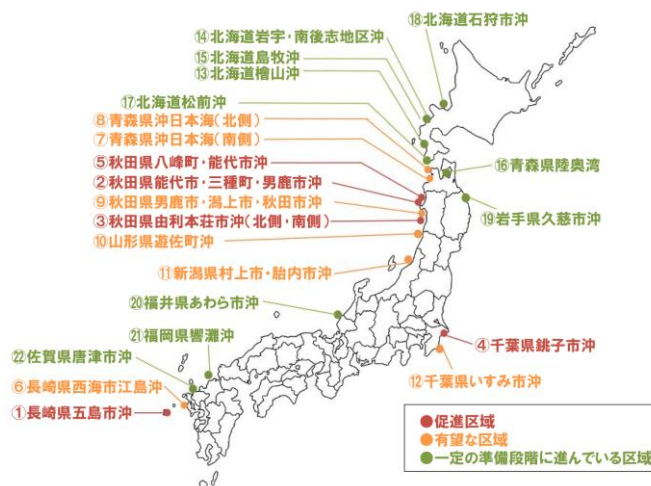 ⑱北海道石狩市沖
⑭北海道岩宇・南後志地区沖
⑮北海道島牧沖
⑬北海道檜山沖
⑰北海道松前沖
⑧青森県沖日本海(北側)
⑦青森県沖日本海(南側)
⑤秋田県八峰町・能代市沖
⑯青森県陸奥湾
②秋田県能代市・三種町・男鹿市沖
⑨秋田県男鹿市・潟上市・秋田市沖
③秋田県由利本荘市沖(北側・南側)
⑲岩手県久慈市沖
⑩山形県遊佐町沖
⑪新潟県村上市・胎内市沖
⑳福井県あわら市沖
㉑福岡県響灘沖
④千葉県銚子市沖
㉒佐賀県唐津市沖
⑫千葉県いすみ市沖
⑥長崎県西海市江島沖
①長崎県五島市沖
●促進区域
●有望な区域
●一定の準備段階に進んでいる区域